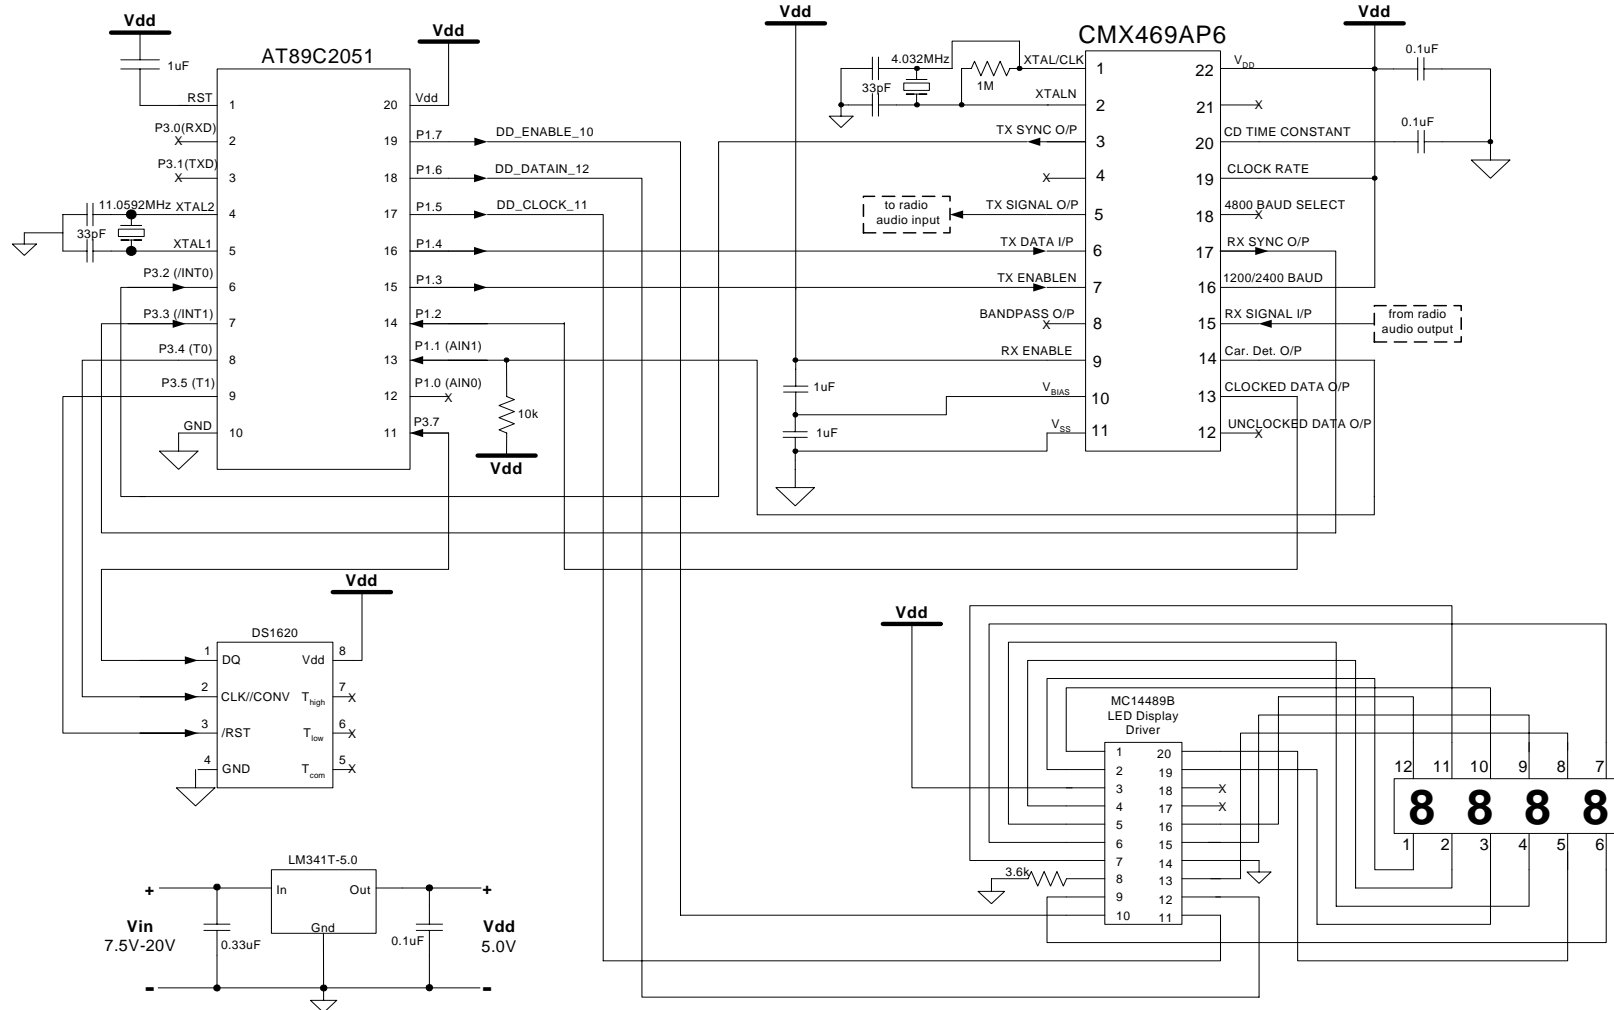 Vdd
1uF
AT89C2051
Vdd
RST 1
20 Vdd
P3.0(RXD)
X 2
19 P1.7 DD_ENABLE_10
P3.1(TXD)
X 3
18 P1.6 DD_DATAIN_12
11.0592MHz
33pF
XTAL2 4
17 P1.5 DD_CLOCK_11
XTAL1 5
16 P1.4
P3.2 (/INT0) 6
15 P1.3
P3.3 (/INT1) 7
14 P1.2
P3.4 (T0) 8
13 P1.1 (AIN1)
P3.5 (T1) 9
12 P1.0 (AIN0) X
GND 10
11 P3.7
10k
Vdd
Vdd
CMX469AP6
Vdd
4.032MHz
33pF
1M
XTAL/CLK 1
22 VDD
0.1uF
XTALN 2
21 X
TX SYNC O/P 3
20 CD TIME CONSTANT
0.1uF
X 4
19 CLOCK RATE
to radio
audio input
TX SIGNAL O/P 5
18 4800 BAUD SELECT
X
TX DATA I/P 6
17 RX SYNC O/P
TX ENABLEN 7
16 1200/2400 BAUD
BANDPASS O/P
X 8
15 RX SIGNAL I/P
from radio
audio output
RX ENABLE 9
14 Car. Det. O/P
1uF
VBIAS 10
13 CLOCKED DATA O/P
1uF
VSS 11
12 UNCLOCKED DATA O/P
X
Vdd
DS1620
1 DQ Vdd 8
2 CLK//CONV Thigh 7 X
3 /RST Tlow 6 X
4 GND Tcom 5 X
LM341T-5.0
+ In Out +
Vin
7.5V-20V
0.33uF
Gnd
0.1uF
Vdd
5.0V
- -
Vdd
MC14489B
LED Display
Driver
1 20
2 19
3 18 X
4 17 X
5 16
6 15
7 14
3.6k 8 13
9 12
10 11
12 11 10 9 8 7
8 8 8 8
1 2 3 4 5 6